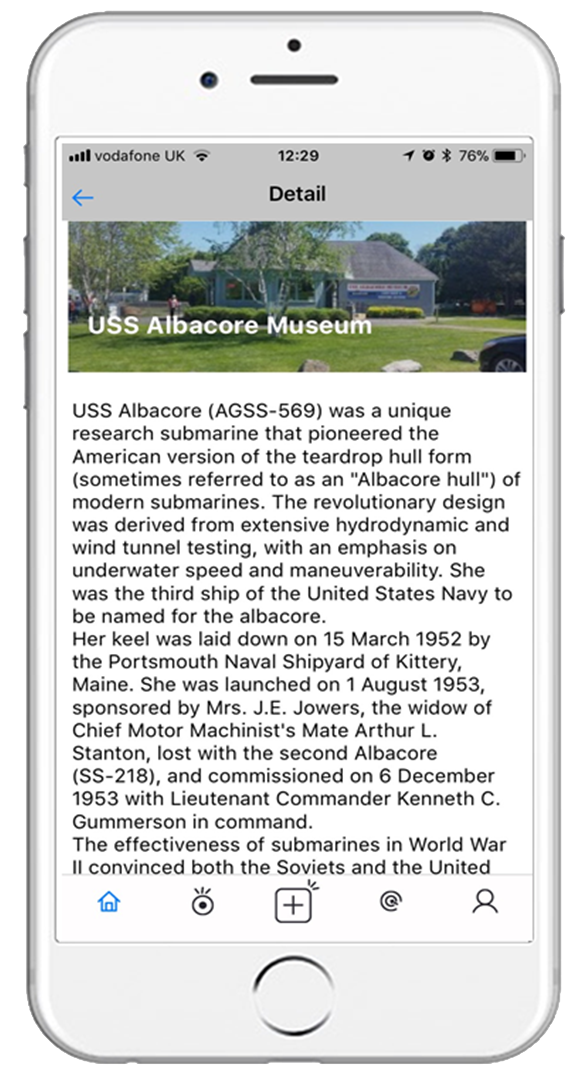 vodafone UK
12:29
76%
Detail
USS Albacore Museum
USS Albacore (AGSS-569) was a unique
research submarine that pioneered the
American version of the teardrop hull form
(sometimes referred to as an "Albacore hull") of
modern submarines. The revolutionary design
was derived from extensive hydrodynamic and
wind tunnel testing, with an emphasis on
underwater speed and maneuverability. She
was the third ship of the United States Navy to
be named for the albacore.
Her keel was laid down on 15 March 1952 by
the Portsmouth Naval Shipyard of Kittery,
Maine. She was launched on 1 August 1953,
sponsored by Mrs. J.E. Jowers, the widow of
Chief Motor Machinist's Mate Arthur L.
Stanton, lost with the second Albacore
(SS-218), and commissioned on 6 December
1953 with Lieutenant Commander Kenneth C.
Gummerson in command.
The effectiveness of submarines in World War
II convinced both the Soviets and the United